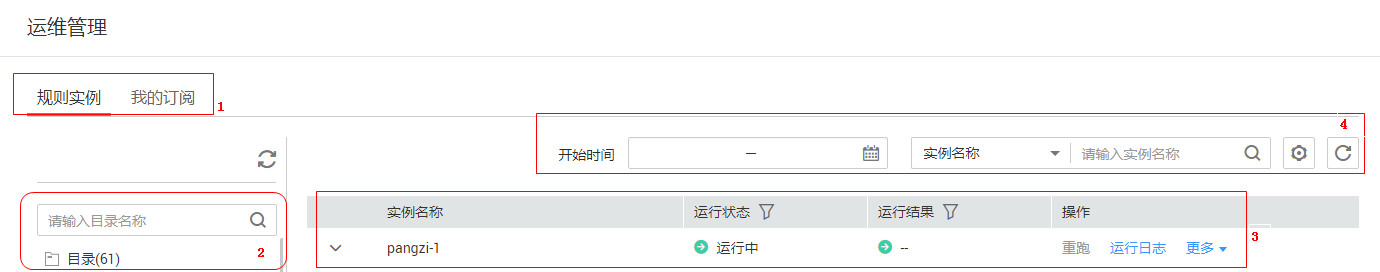 运维管理
规则实例 我的订阅 1
4
开始时间 -- 实例名称 请输入实例名称
请输入目录名称 2
目录(61)
实例名称 运行状态 运行结果 操作 3
pangzi-1 运行中 -- 重跑 运行日志 更多